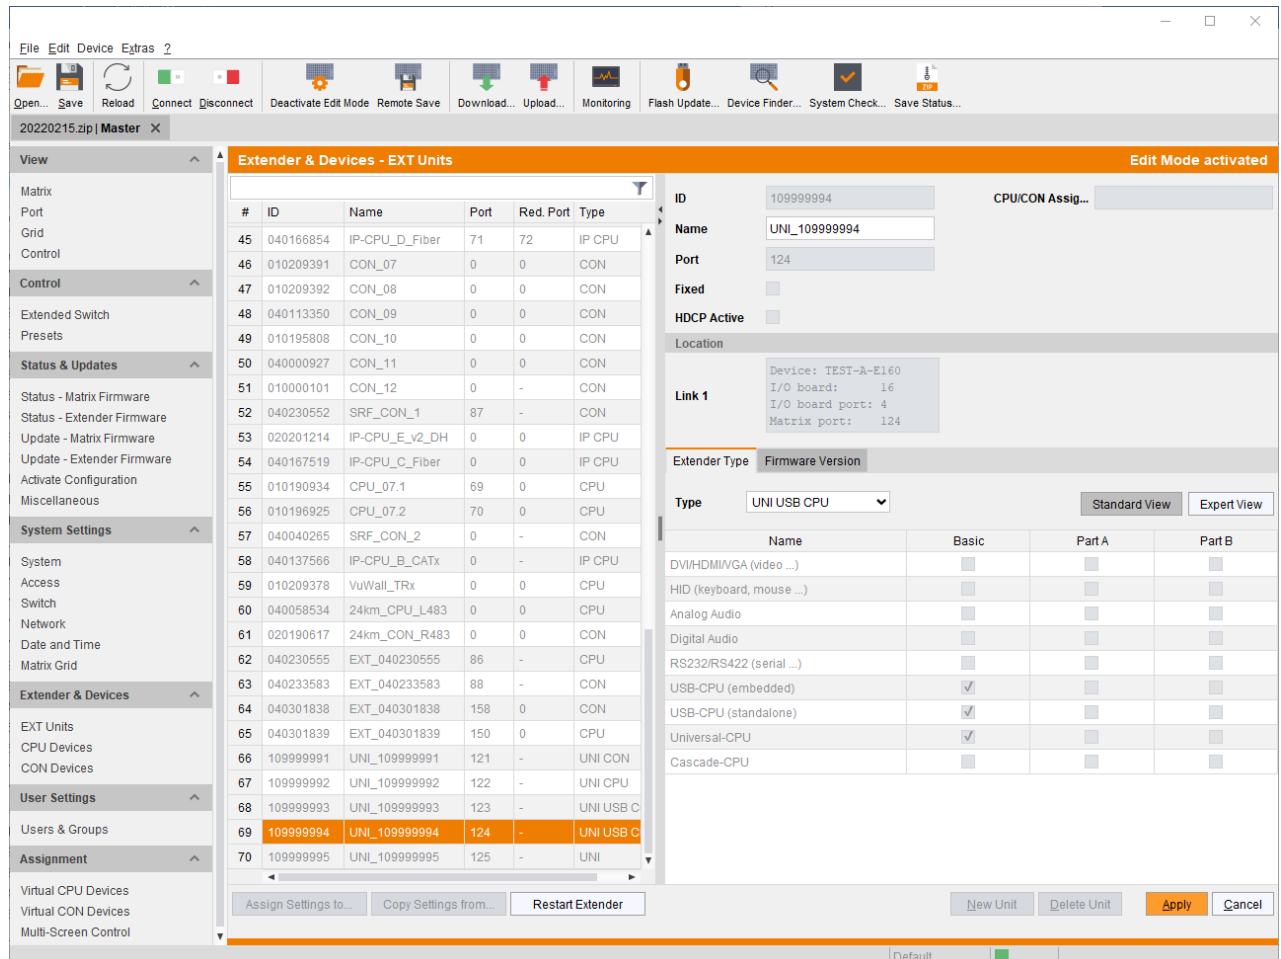 File Edit Device Extras ?
Open... Save Reload Connect Disconnect Deactivate Edit Mode Remote Save Download... Upload... Monitoring Flash Update... Device Finder... System Check... Save Status...
ZIP
20220215.zip | Master
View
Matrix
Port
Grid
Control
Control
Extended Switch
Presets
Status & Updates
Status - Matrix Firmware
Status - Extender Firmware
Update - Matrix Firmware
Update - Extender Firmware
Activate Configuration
Miscellaneous
System Settings
System
Access
Switch
Network
Date and Time
Matrix Grid
Extender & Devices
EXT Units
CPU Devices
CON Devices
User Settings
Users & Groups
Assignment
Virtual CPU Devices
Virtual CON Devices
Multi-Screen Control
Extender & Devices - EXT Units Edit Mode activated
# ID Name Port Red. Port Type
45 040166854 IP-CPU_D_Fiber 71 72 IP CPU
46 010209391 CON_07 0 0 CON
47 010209392 CON_08 0 0 CON
48 040113350 CON_09 0 0 CON
49 010195808 CON_10 0 0 CON
50 040000927 CON_11 0 0 CON
51 010000101 CON_12 0 - CON
52 040230552 SRF_CON_1 87 - CON
53 020201214 IP-CPU_E_v2_DH 0 0 IP CPU
54 040167519 IP-CPU_C_Fiber 0 0 IP CPU
55 010190934 CPU_07.1 69 0 CPU
56 010196925 CPU_07.2 70 0 CPU
57 040040265 SRF_CON_2 0 - CON
58 040137566 IP-CPU_B_CATx 0 - IP CPU
59 010209378 VuWall_TRx 0 0 CPU
60 040058534 24km_CPU_L483 0 0 CPU
61 020190617 24km_CON_R483 0 0 CON
62 040230555 EXT_040230555 86 - CPU
63 040233583 EXT_040233583 88 - CON
64 040301838 EXT_040301838 158 0 CON
65 040301839 EXT_040301839 150 0 CPU
66 109999991 UNI_109999991 121 - UNI CON
67 109999992 UNI_109999992 122 - UNI CPU
68 109999993 UNI_109999993 123 - UNI USB C
69 109999994 UNI_109999994 124 - UNI USB C
70 109999995 UNI_109999995 125 - UNI
Assign Settings to... Copy Settings from... Restart Extender
ID 109999994 CPU/CON Assig...
Name UNI_109999994
Port 124
Fixed
HDCP Active
Location
Link 1
Device: TEST-A-E160
I/O board: 16
I/O board port: 4
Matrix port: 124
Extender Type Firmware Version
Type UNI USB CPU Standard View Expert View
Name Basic Part A Part B
DVI/HDMI/VGA (video ...)
HID (keyboard, mouse ...)
Analog Audio
Digital Audio
RS232/RS422 (serial ...)
USB-CPU (embedded)
USB-CPU (standalone)
Universal-CPU
Cascade-CPU
New Unit Delete Unit Apply Cancel
Default